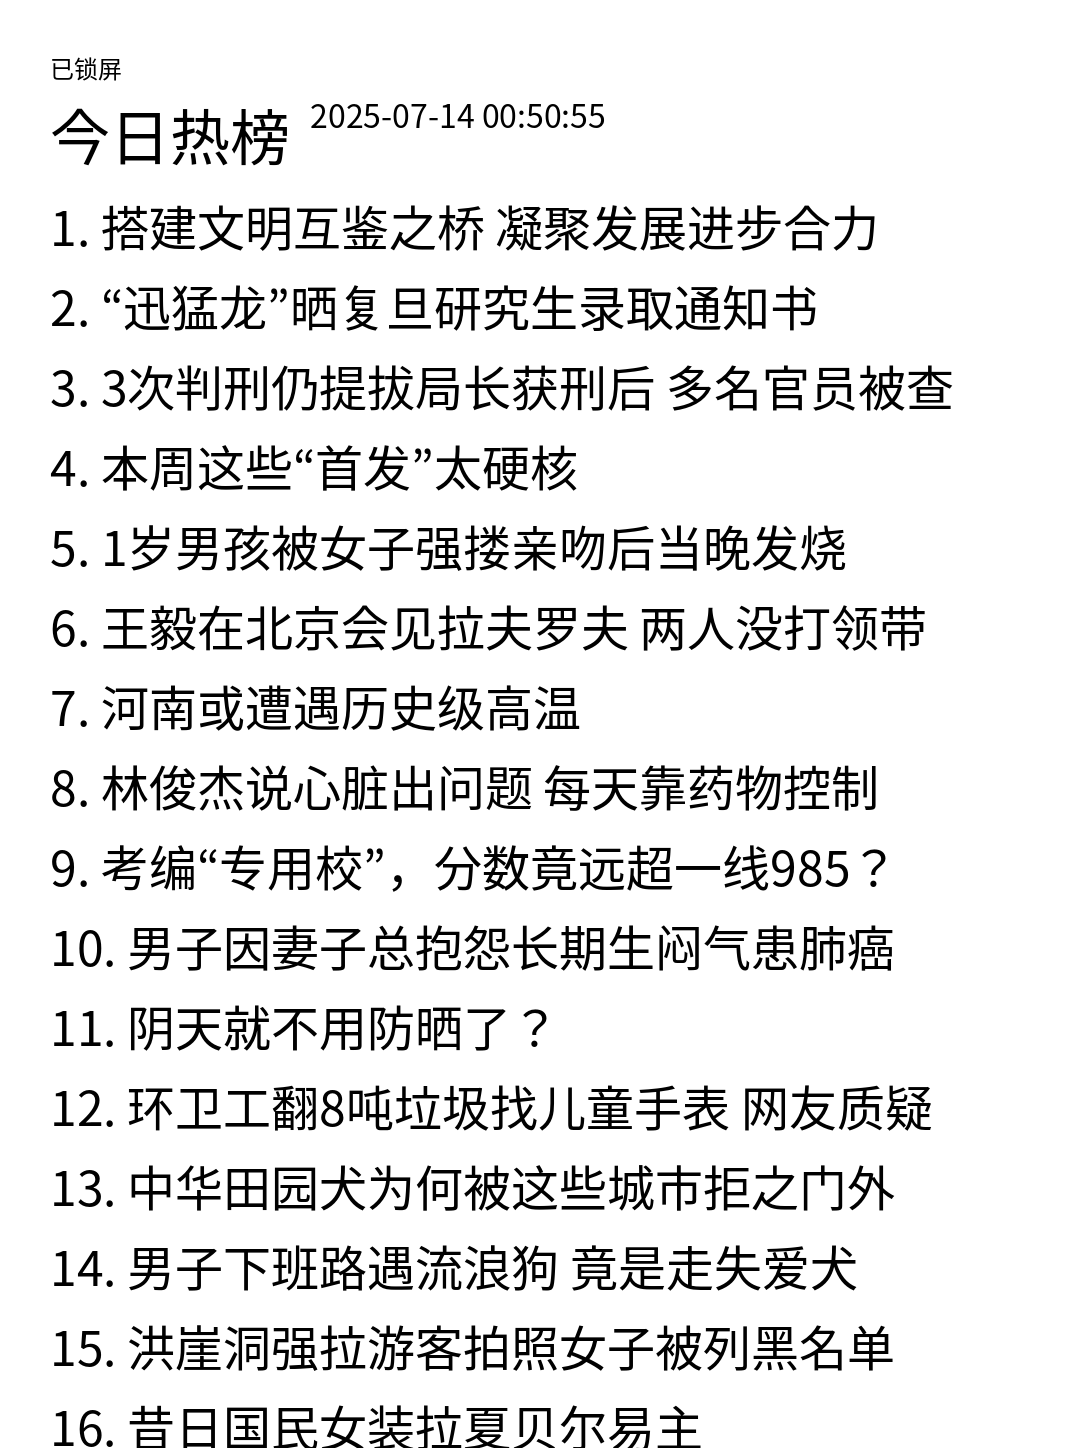 已锁屏
今日热榜 2025-07-14 00:50:55
1. 搭建文明互鉴之桥 凝聚发展进步合力
2. “迅猛龙”晒复旦研究生录取通知书
3. 3次判刑仍提拔局长获刑后 多名官员被查
4. 本周这些“首发”太硬核
5. 1岁男孩被女子强搂亲吻后当晚发烧
6. 王毅在北京会见拉夫罗夫 两人没打领带
7. 河南或遭遇历史级高温
8. 林俊杰说心脏出问题 每天靠药物控制
9. 考编“专用校”，分数竟远超一线985？
10. 男子因妻子总抱怨长期生闷气患肺癌
11. 阴天就不用防晒了？
12. 环卫工翻8吨垃圾找儿童手表 网友质疑
13. 中华田园犬为何被这些城市拒之门外
14. 男子下班路遇流浪狗 竟是走失爱犬
15. 洪崖洞强拉游客拍照女子被列黑名单
16. 昔日国民女装拉夏贝尔易主